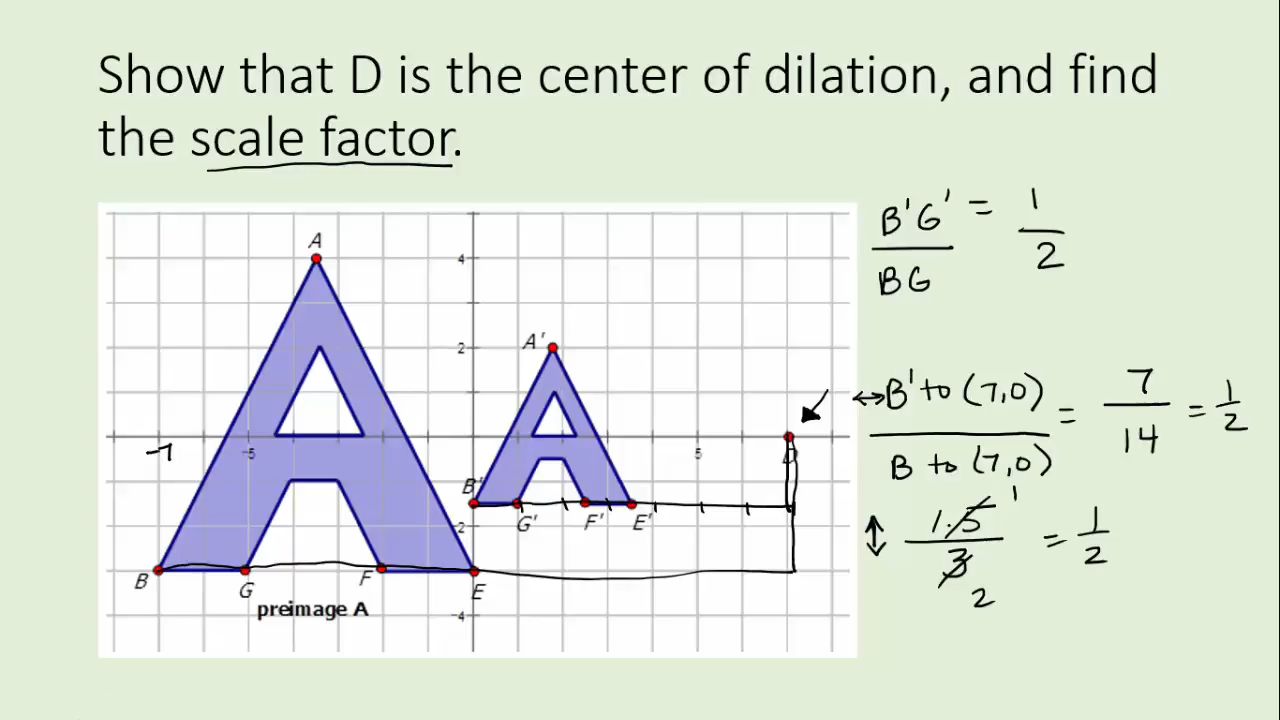 Show that D is the center of dilation, and find
the scale factor.
B'G' = 1
BG 2
A
4
A'
2
B' to (7,0) = 7 = 1
B to (7,0) 14 2
-7
-5
5
D
B'
G'
F'
E'
-2
1.5 1 = 1
3 2 2
B
G
F
E
preimage A
-4